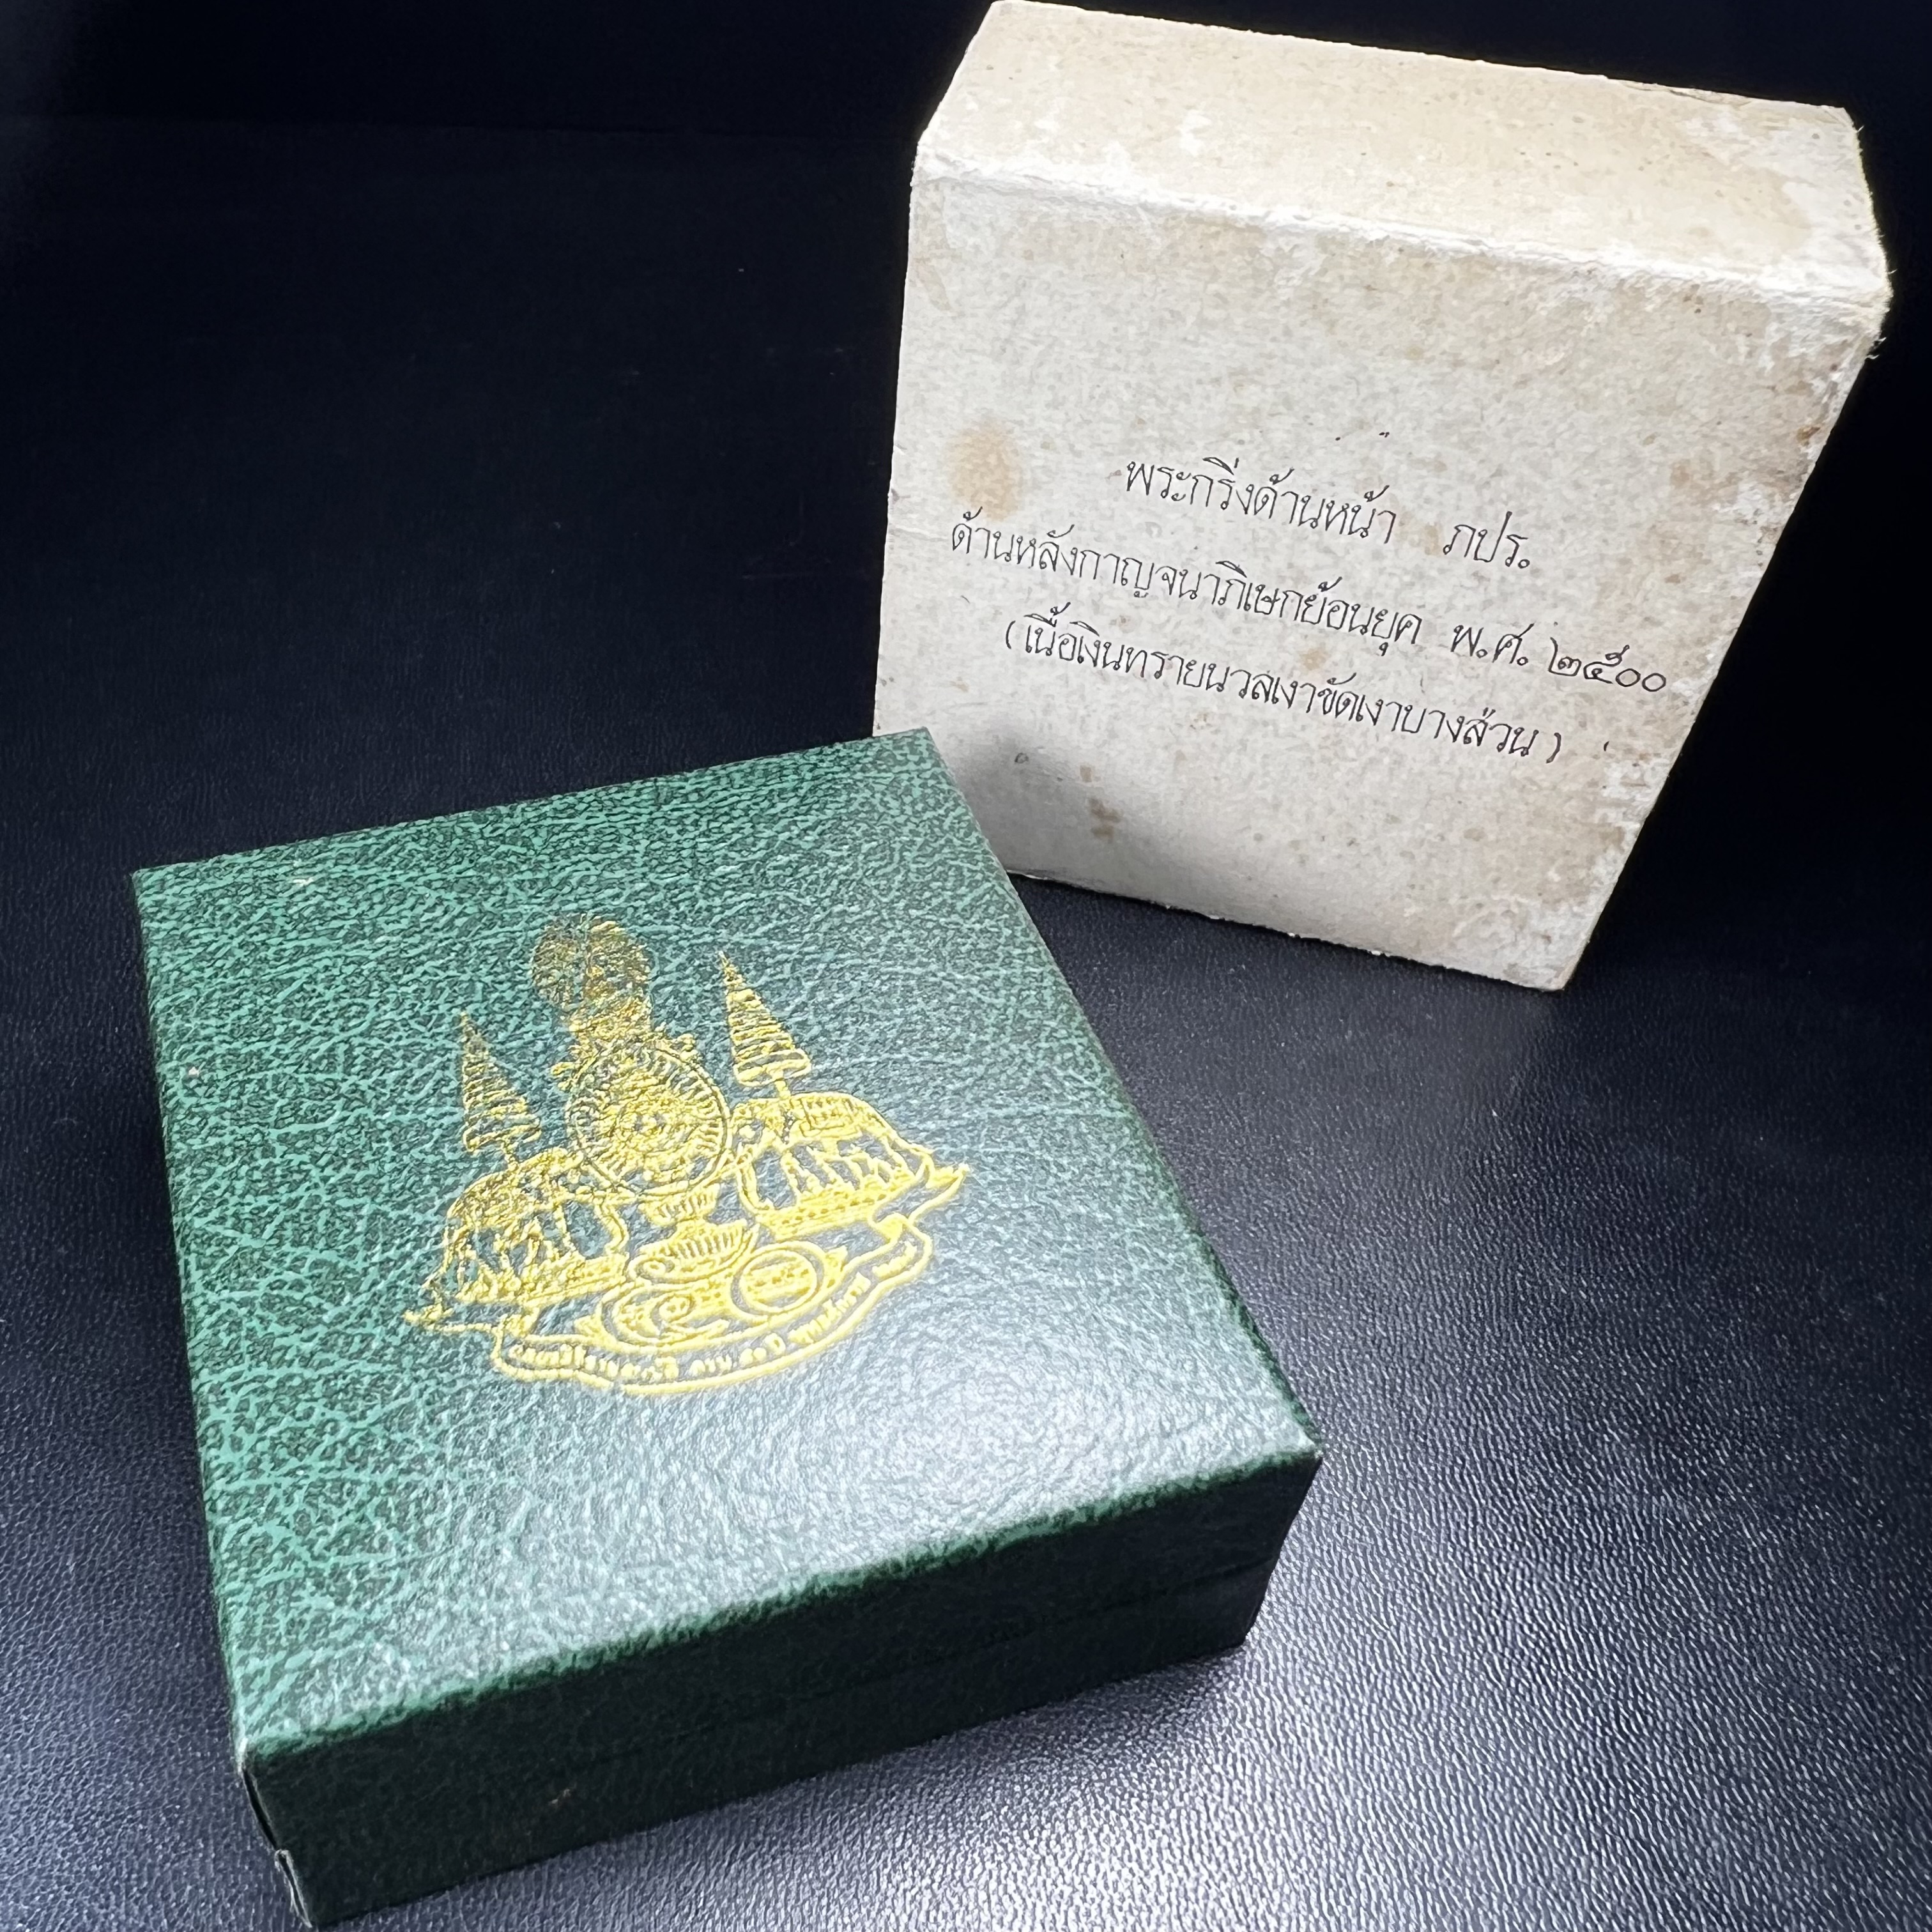 พระกริ่งด้านหน้า ภปร.
ด้านหลังกาญจนาภิเษกย้อนยุค พ.ศ. ๒๕๐๐
(เนื้อเงินทรายนวลเงาขัดเงาบางส่วน)